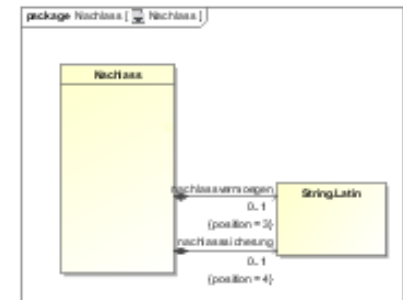 package Nachlass [ Nachlass ]
Nachlass
nachlassvermoegen
String.Latin
0..1
{position = 3}
nachlasssicherung
0..1
{position = 4}